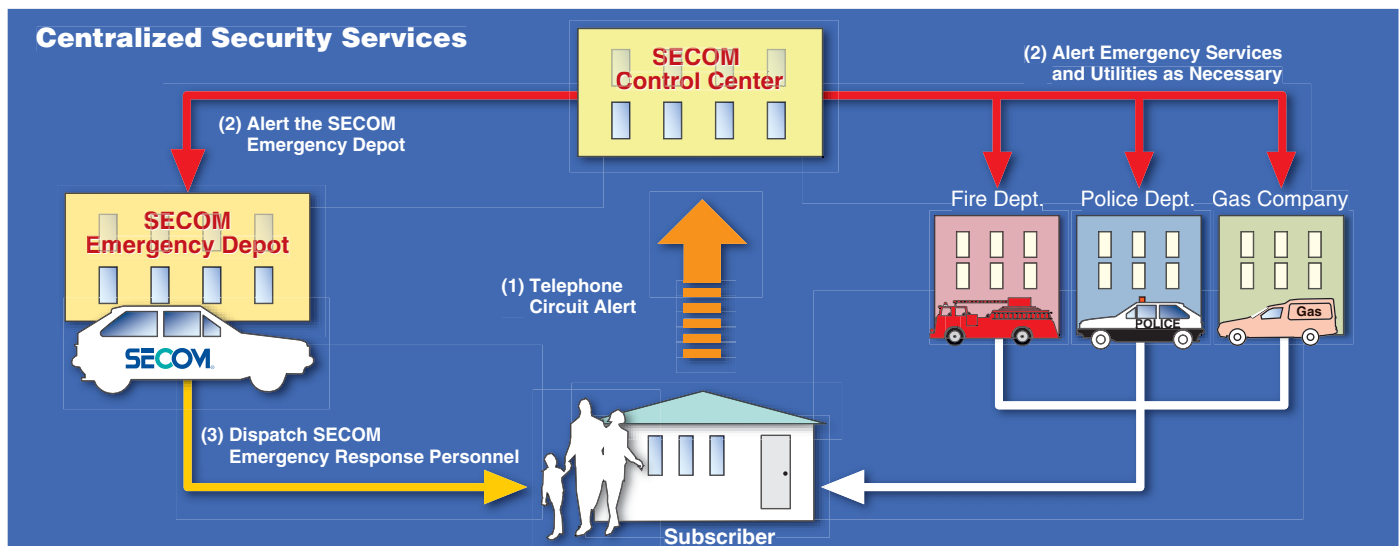 Centralized Security Services
SECOM
Control Center
(2) Alert Emergency Services
and Utilities as Necessary
(2) Alert the SECOM
Emergency Depot
Fire Dept.
Police Dept.
Gas Company
SECOM
Emergency Depot
(1) Telephone
Circuit Alert
SECOM®
POLICE
Gas
(3) Dispatch SECOM
Emergency Response Personnel
Subscriber